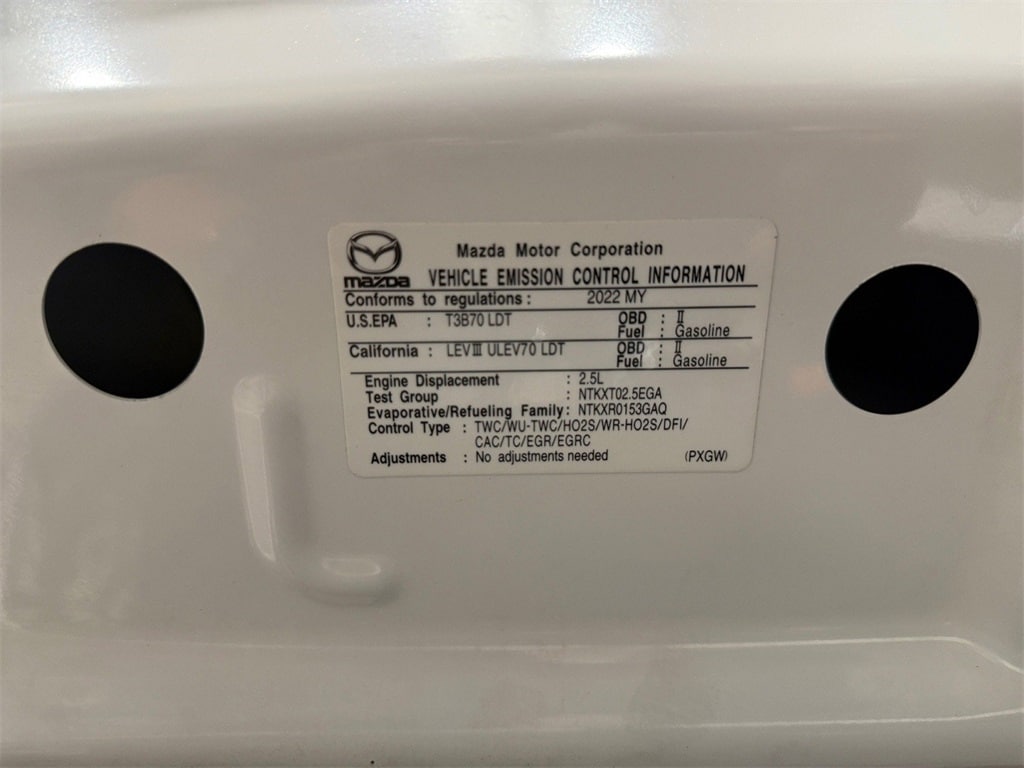 Mazda Motor Corporation
mazda VEHICLE EMISSION CONTROL INFORMATION
Conforms to regulations : 2022 MY
U.S.EPA : T3B70 LDT OBD : II
Fuel : Gasoline
California : LEVIII ULEV70 LDT OBD : II
Fuel : Gasoline
Engine Displacement : 2.5L
Test Group : NTKXT02.5EGA
Evaporative/Refueling Family : NTKXR0153GAQ
Control Type : TWC/WU-TWC/HO2S/WR-HO2S/DFI/
CAC/TC/EGR/EGRC
Adjustments : No adjustments needed (PXGW)